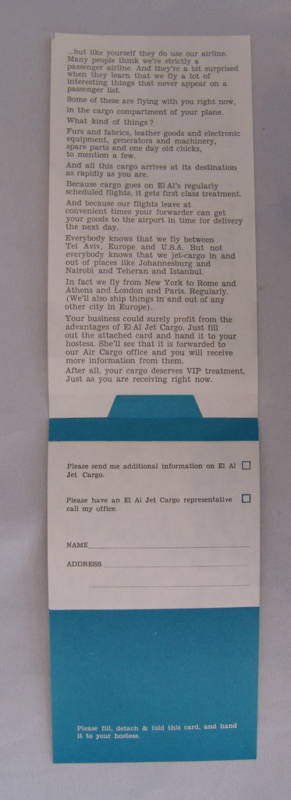 ...but like yourself they do use our airline.
Many people think we're strictly a
passenger airline. And they're a bit surprised
when they learn that we fly a lot of
interesting things that never appear on a
passenger list.
Some of these are flying with you right now,
in the cargo compartment of your plane.
What kind of things?
Furs and fabrics, leather goods and electronic
equipment, generators and machinery,
spare parts and one day old chicks,
to mention a few.
And all this cargo arrives at its destination
as rapidly as you are.
Because cargo goes on El Al's regularly
scheduled flights, it gets first class treatment.
And because our flights leave at
convenient times your forwarder can get
your goods to the airport in time for delivery
the next day.
Everybody knows that we fly between
Tel Aviv, Europe and U.S.A. But not
everybody knows that we jet-cargo in and
out of places like Johannesburg and
Nairobi and Teheran and Istanbul.
In fact we fly from New York to Rome and
Athens and London and Paris. Regularly.
(We'll also ship things in and out of any
other city in Europe).
Your business could surely profit from the
advantages of El Al Jet Cargo. Just fill
out the attached card and hand it to your
hostess. She'll see that it is forwarded to
our Air Cargo office and you will receive
more information from them.
After all, your cargo deserves VIP treatment.
Just as you are receiving right now.
Please send me additional information on El Al
Jet Cargo.
Please have an El Al Jet Cargo representative
call my office.
NAME
ADDRESS
Please fill, detach & fold this card, and hand
it to your hostess.